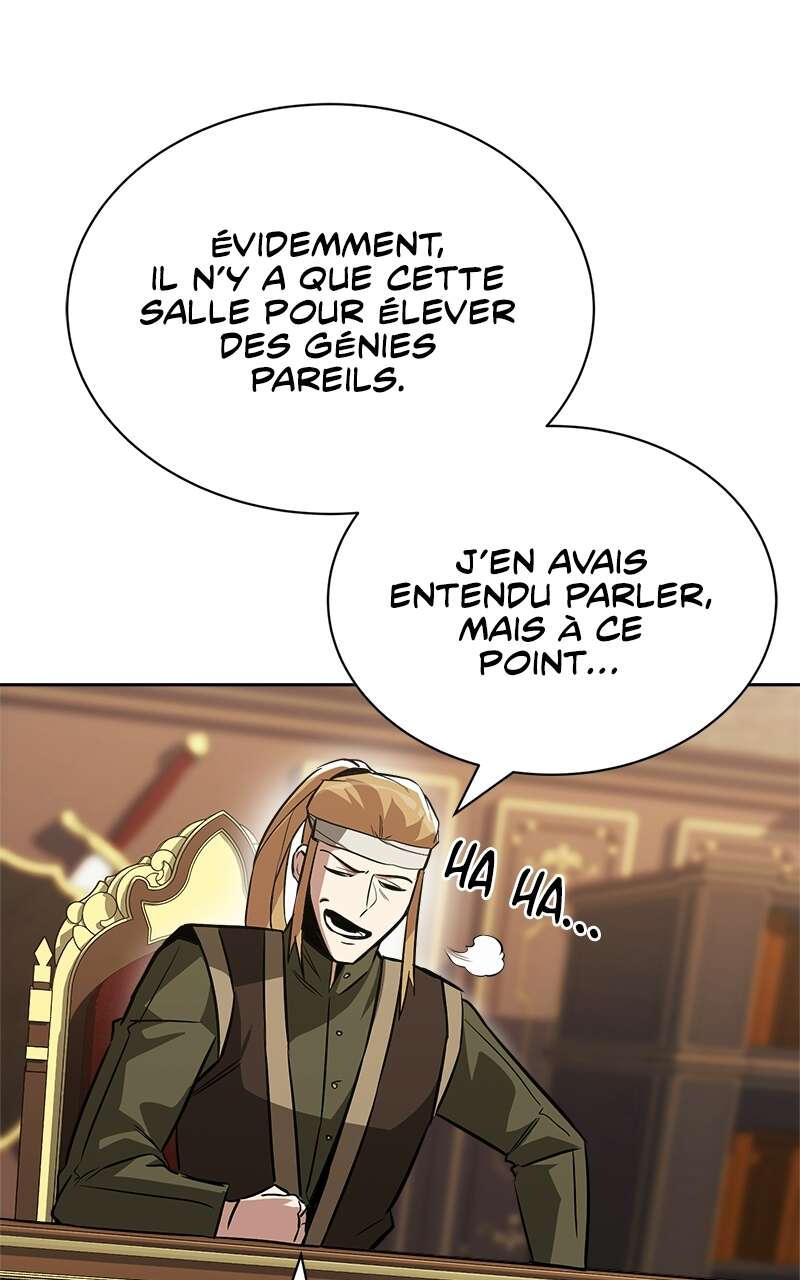 ÉVIDEMMENT,
IL N'Y A QUE CETTE
SALLE POUR ÉLEVER
DES GÉNIES
PAREILS.
J'EN AVAIS
ENTENDU PARLER,
MAIS À CE
POINT...
HA HA...